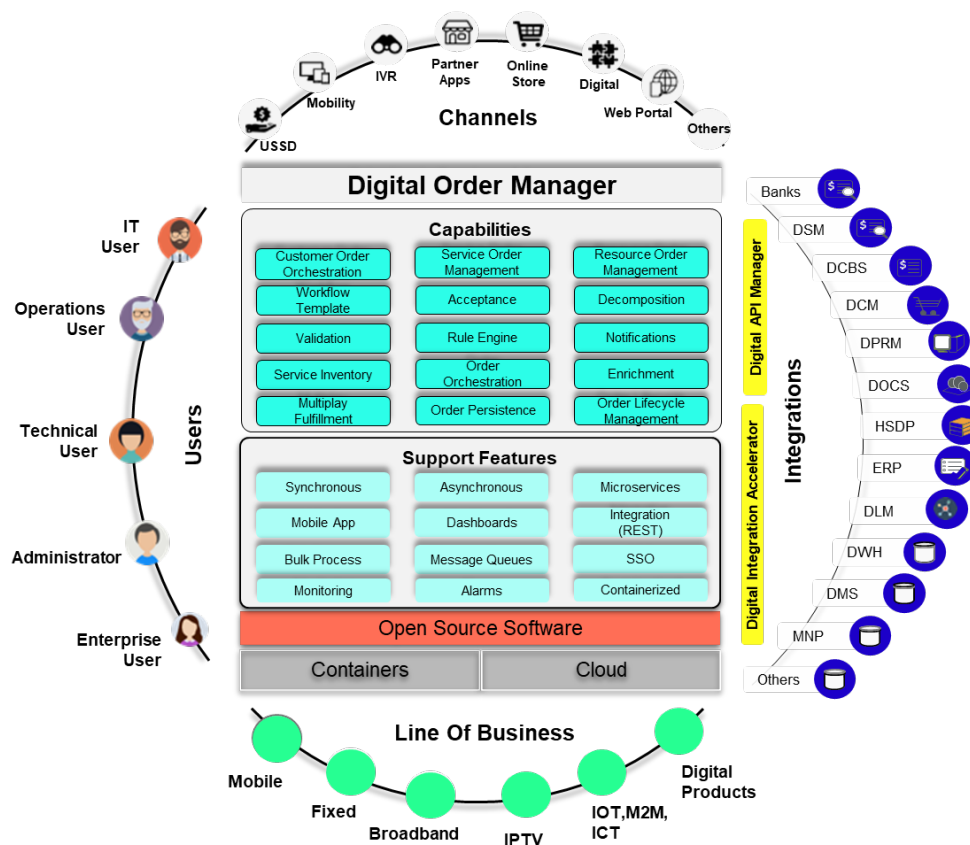 USSD
Mobility
IVR
Partner
Apps
Online
Store
Digital
Web Portal
Others
Channels
Digital Order Manager
Capabilities
Customer Order
Orchestration
Service Order
Management
Resource Order
Management
Workflow
Template
Acceptance
Decomposition
Validation
Rule Engine
Notifications
Service Inventory
Order
Orchestration
Enrichment
Multiplay
Fulfillment
Order Persistence
Order Lifecycle
Management
Support Features
Synchronous
Asynchronous
Microservices
Mobile App
Dashboards
Integration
(REST)
Bulk Process
Message Queues
SSO
Monitoring
Alarms
Containerized
Open Source Software
Containers
Cloud
IT
User
Operations
User
Technical
User
Administrator
Enterprise
User
Users
Digital API Manager
Digital Integration Accelerator
Integrations
Banks
DSM
DCBS
DCM
DPRM
DOCS
HSDP
ERP
DLM
DWH
DMS
MNP
Others
Line Of Business
Mobile
Fixed
Broadband
IPTV
IOT,M2M,
ICT
Digital
Products